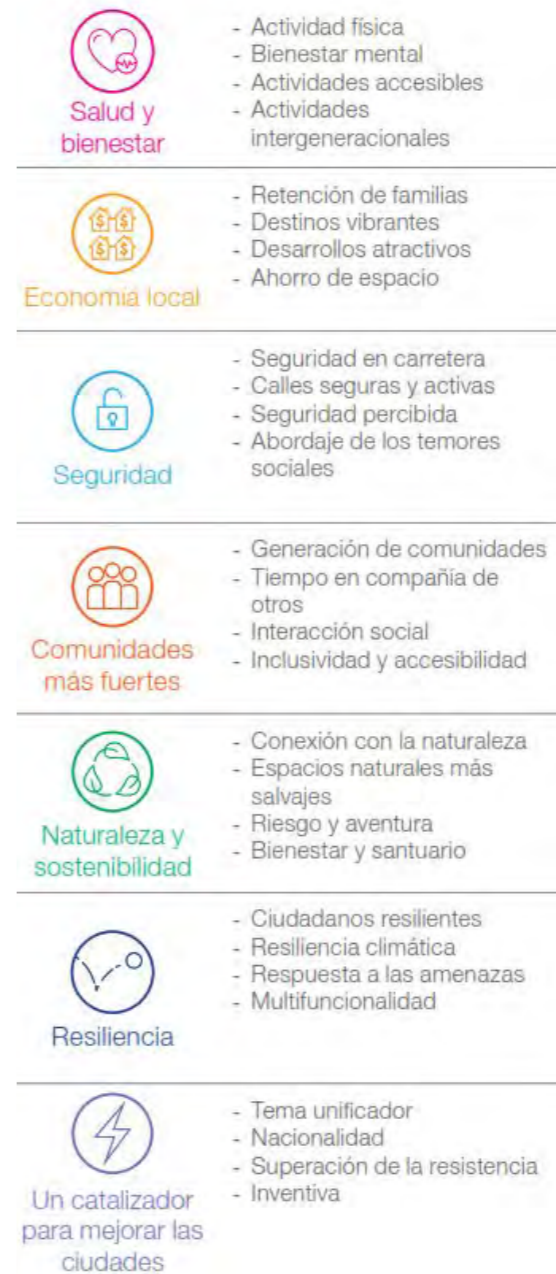 Salud y
bienestar
- Actividad física
- Bienestar mental
- Actividades accesibles
- Actividades
intergeneracionales
Economía local
- Retención de familias
- Destinos vibrantes
- Desarrollos atractivos
- Ahorro de espacio
Seguridad
- Seguridad en carretera
- Calles seguras y activas
- Seguridad percibida
- Abordaje de los temores
sociales
Comunidades
más fuertes
- Generación de comunidades
- Tiempo en compañía de
otros
- Interacción social
- Inclusividad y accesibilidad
Naturaleza y
sostenibilidad
- Conexión con la naturaleza
- Espacios naturales más
salvajes
- Riesgo y aventura
- Bienestar y santuario
Resiliencia
- Ciudadanos resilientes
- Resiliencia climática
- Respuesta a las amenazas
- Multifuncionalidad
Un catalizador
para mejorar las
ciudades
- Tema unificador
- Nacionalidad
- Superación de la resistencia
- Inventiva